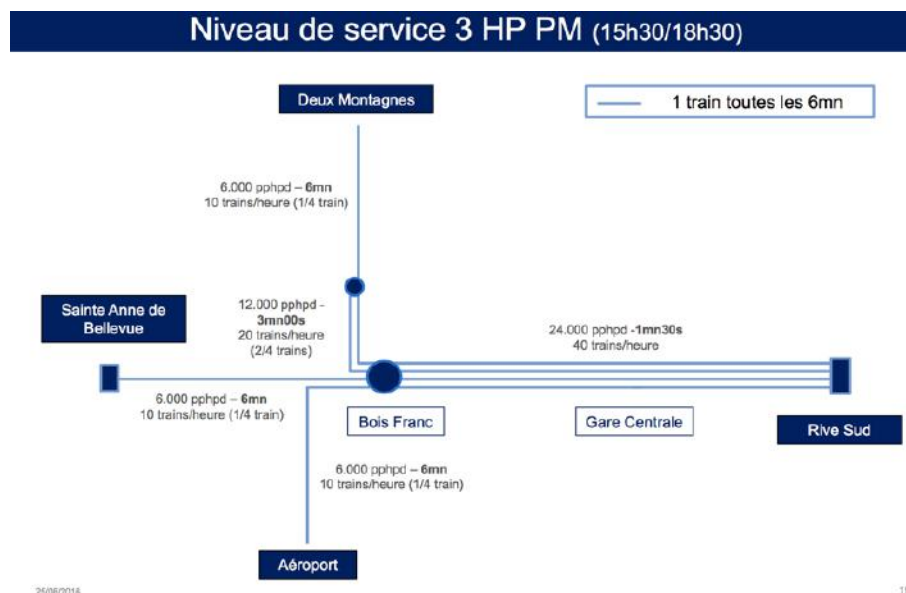 Niveau de service 3 HP PM (15h30/18h30)
Deux Montagnes
1 train toutes les 6mn
6.000 pphpd – 6mn
10 trains/heure (1/4 train)
Sainte Anne de
Bellevue
12.000 pphpd -
3mn00s
20 trains/heure
(2/4 trains)
24.000 pphpd -1mn30s
40 trains/heure
6.000 pphpd – 6mn
10 trains/heure (1/4 train)
Bois Franc
Gare Centrale
Rive Sud
6.000 pphpd – 6mn
10 trains/heure (1/4 train)
Aéroport